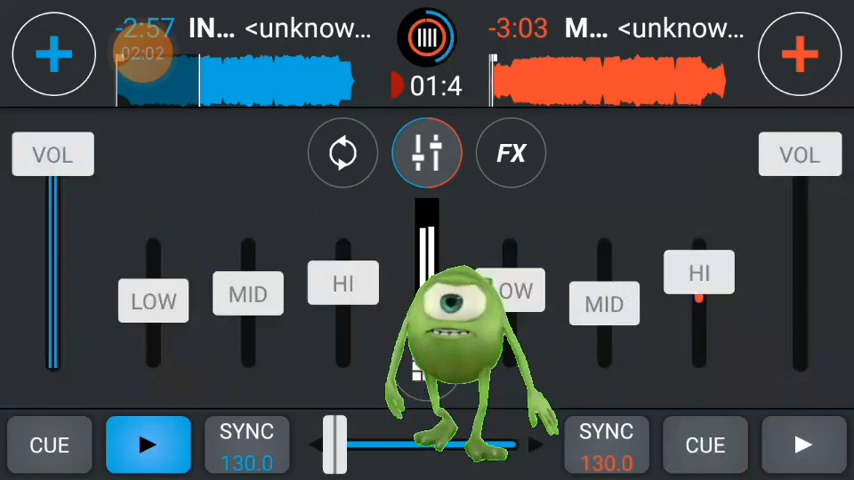 -2:57 IN... <unknow...
02:02
-3:03 M... <unknow...
01:4
VOL
FX
VOL
LOW
MID
HI
OW
MID
HI
CUE
SYNC
130.0
SYNC
130.0
CUE